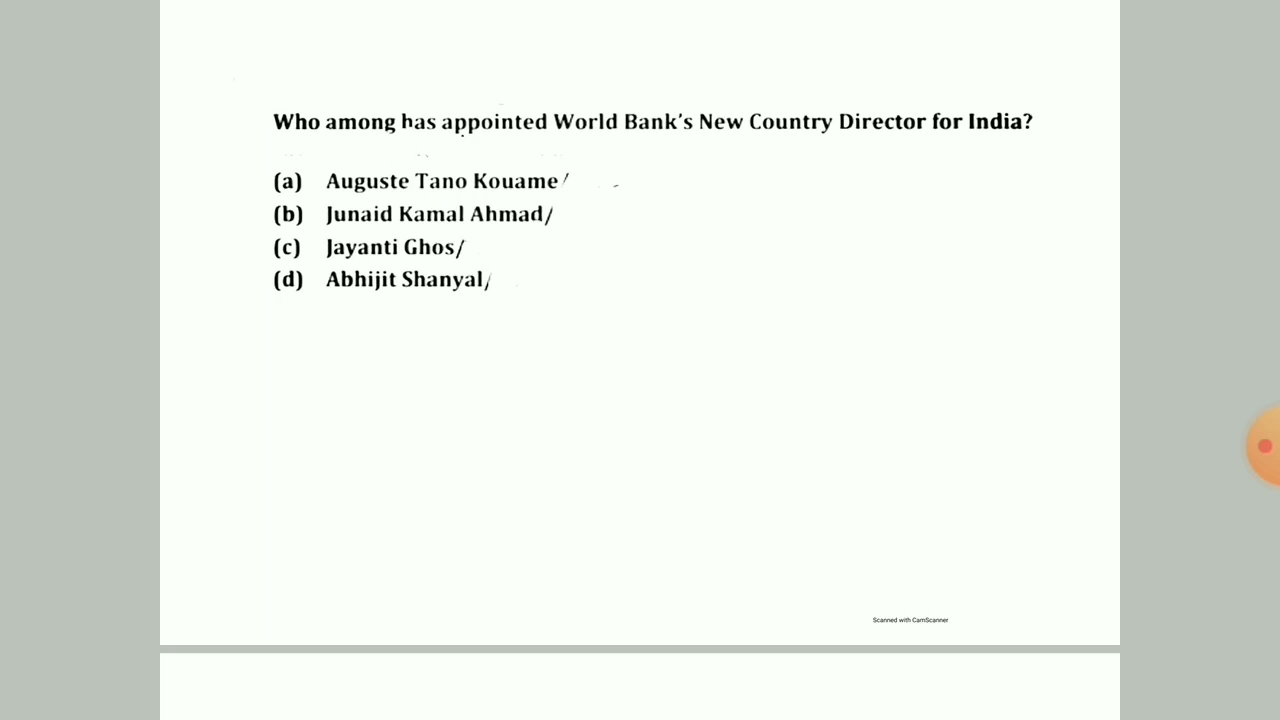 Who among has appointed World Bank's New Country Director for India?
(a) Auguste Tano Kouame/
(b) Junaid Kamal Ahmad/
(c) Jayanti Ghos/
(d) Abhijit Shanyal/
Scanned with CamScanner